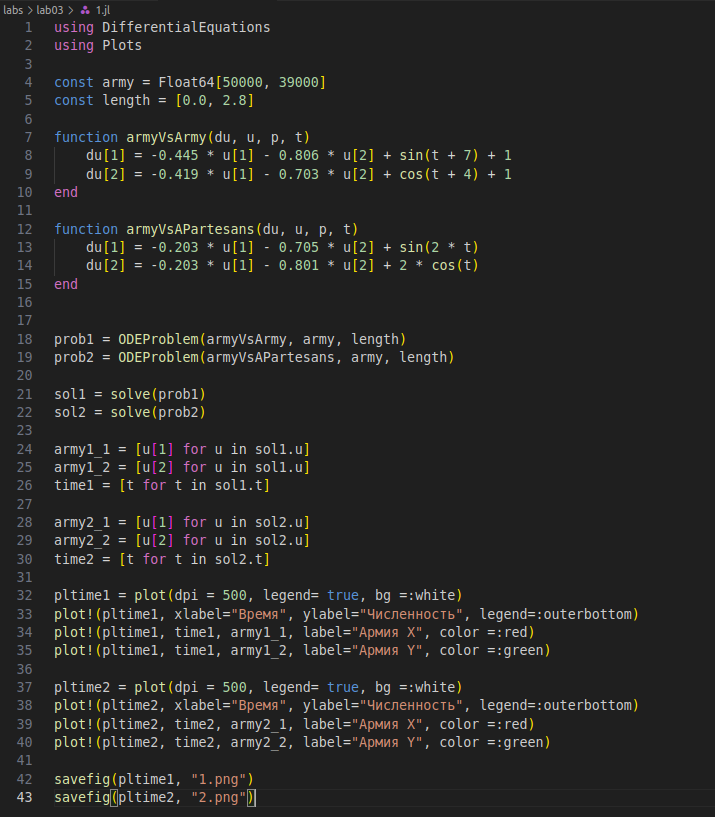 labs > lab03 > 1.jl
1 using DifferentialEquations
2 using Plots
3
4 const army = Float64[50000, 39000]
5 const length = [0.0, 2.8]
6
7 function armyVsArmy(du, u, p, t)
8     du[1] = -0.445 * u[1] - 0.806 * u[2] + sin(t + 7) + 1
9     du[2] = -0.419 * u[1] - 0.703 * u[2] + cos(t + 4) + 1
10 end
11
12 function armyVsAPartesans(du, u, p, t)
13     du[1] = -0.203 * u[1] - 0.705 * u[2] + sin(2 * t)
14     du[2] = -0.203 * u[1] - 0.801 * u[2] + 2 * cos(t)
15 end
16
17
18 prob1 = ODEProblem(armyVsArmy, army, length)
19 prob2 = ODEProblem(armyVsAPartesans, army, length)
20
21 sol1 = solve(prob1)
22 sol2 = solve(prob2)
23
24 army1_1 = [u[1] for u in sol1.u]
25 army1_2 = [u[2] for u in sol1.u]
26 time1 = [t for t in sol1.t]
27
28 army2_1 = [u[1] for u in sol2.u]
29 army2_2 = [u[2] for u in sol2.u]
30 time2 = [t for t in sol2.t]
31
32 pltime1 = plot(dpi = 500, legend= true, bg =:white)
33 plot!(pltime1, xlabel="Время", ylabel="Численность", legend=:outerbottom)
34 plot!(pltime1, time1, army1_1, label="Армия X", color =:red)
35 plot!(pltime1, time1, army1_2, label="Армия Y", color =:green)
36
37 pltime2 = plot(dpi = 500, legend= true, bg =:white)
38 plot!(pltime2, xlabel="Время", ylabel="Численность", legend=:outerbottom)
39 plot!(pltime2, time2, army2_1, label="Армия X", color =:red)
40 plot!(pltime2, time2, army2_2, label="Армия Y", color =:green)
41
42 savefig(pltime1, "1.png")
43 savefig(pltime2, "2.png")